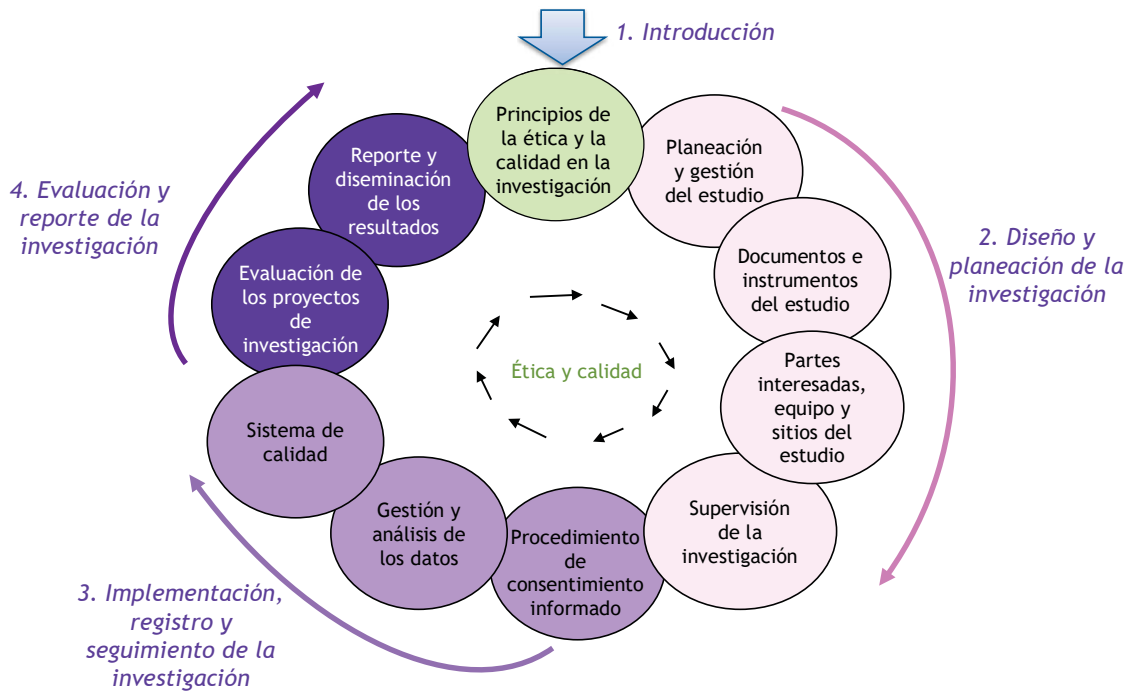 1. Introducción
Principios de
la ética y la
calidad en la
investigación
Planeación
y gestión
del estudio
Documentos e
instrumentos
del estudio
2. Diseño y
planeación de la
investigación
Partes
interesadas,
equipo y
sitios del
estudio
Supervisión
de la
investigación
Procedimiento
de
consentimiento
informado
3. Implementación,
registro y
seguimiento de la
investigación
Gestión y
análisis de
los datos
Sistema de
calidad
4. Evaluación y
reporte de la
investigación
Evaluación de
los proyectos
de
investigación
Reporte y
diseminación
de los
resultados
Ética y calidad